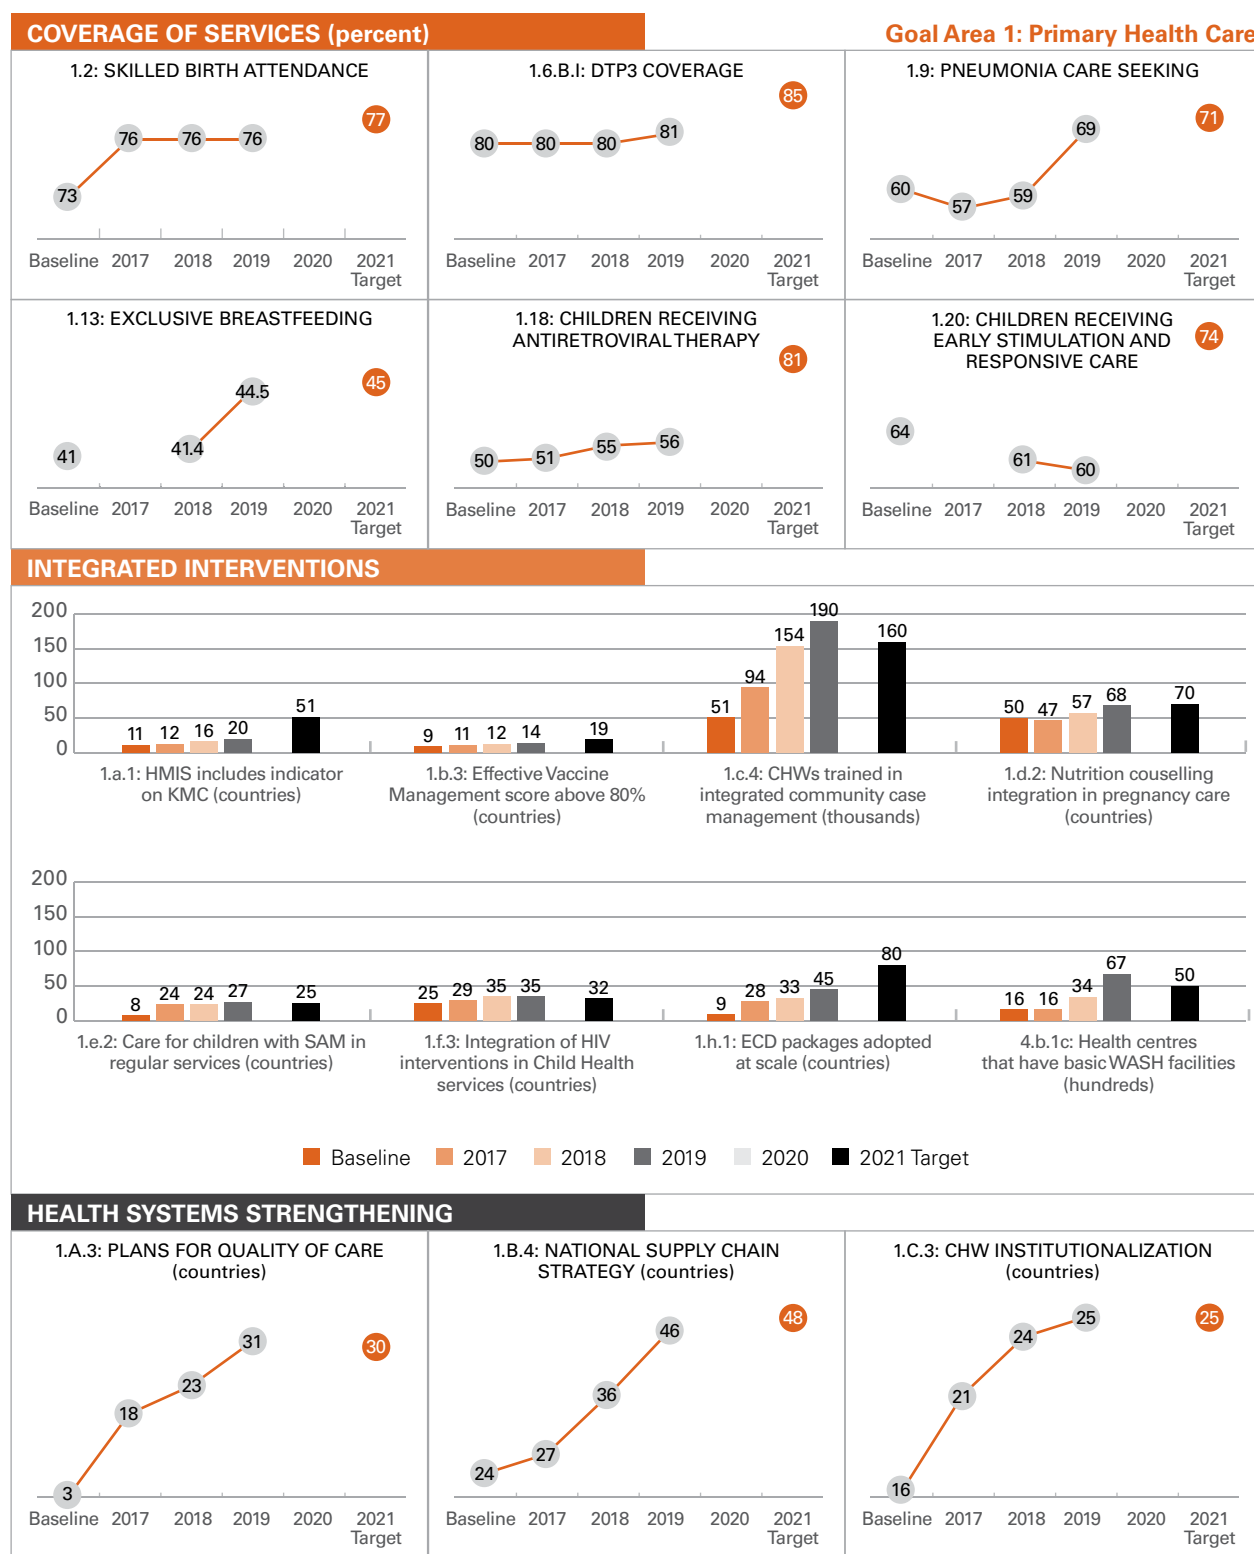 COVERAGE OF SERVICES (percent)
Goal Area 1: Primary Health Care
1.2: SKILLED BIRTH ATTENDANCE
73
76
76
76
77
Baseline 2017 2018 2019 2020 2021
Target
1.6.B.I: DTP3 COVERAGE
80
80
80
81
85
Baseline 2017 2018 2019 2020 2021
Target
1.9: PNEUMONIA CARE SEEKING
60
57
59
69
71
Baseline 2017 2018 2019 2020 2021
Target
1.13: EXCLUSIVE BREASTFEEDING
41
41.4
44.5
45
Baseline 2017 2018 2019 2020 2021
Target
1.18: CHILDREN RECEIVING
ANTIRETROVIRAL THERAPY
50
51
55
56
81
Baseline 2017 2018 2019 2020 2021
Target
1.20: CHILDREN RECEIVING
EARLY STIMULATION AND
RESPONSIVE CARE
64
61
60
74
Baseline 2017 2018 2019 2020 2021
Target
INTEGRATED INTERVENTIONS
200
150
100
50
0
11 12 16 20 51
9 11 12 14 19
51 94 154 190 160
50 47 57 68 70
1.a.1: HMIS includes indicator
on KMC (countries)
1.b.3: Effective Vaccine
Management score above 80%
(countries)
1.c.4: CHWs trained in
integrated community case
management (thousands)
1.d.2: Nutrition couselling
integration in pregnancy care
(countries)
200
150
100
50
0
8 24 24 27 25
25 29 35 35 32
9 28 33 45 80
16 16 34 67 50
1.e.2: Care for children with SAM in
regular services (countries)
1.f.3: Integration of HIV
interventions in Child Health
services (countries)
1.h.1: ECD packages adopted
at scale (countries)
4.b.1c: Health centres
that have basic WASH facilities
(hundreds)
Baseline 2017 2018 2019 2020 2021 Target
HEALTH SYSTEMS STRENGTHENING
1.A.3: PLANS FOR QUALITY OF CARE
(countries)
3
18
23
31
30
Baseline 2017 2018 2019 2020 2021
Target
1.B.4: NATIONAL SUPPLY CHAIN
STRATEGY (countries)
24
27
36
46
48
Baseline 2017 2018 2019 2020 2021
Target
1.C.3: CHW INSTITUTIONALIZATION
(countries)
16
21
24
25
25
Baseline 2017 2018 2019 2020 2021
Target